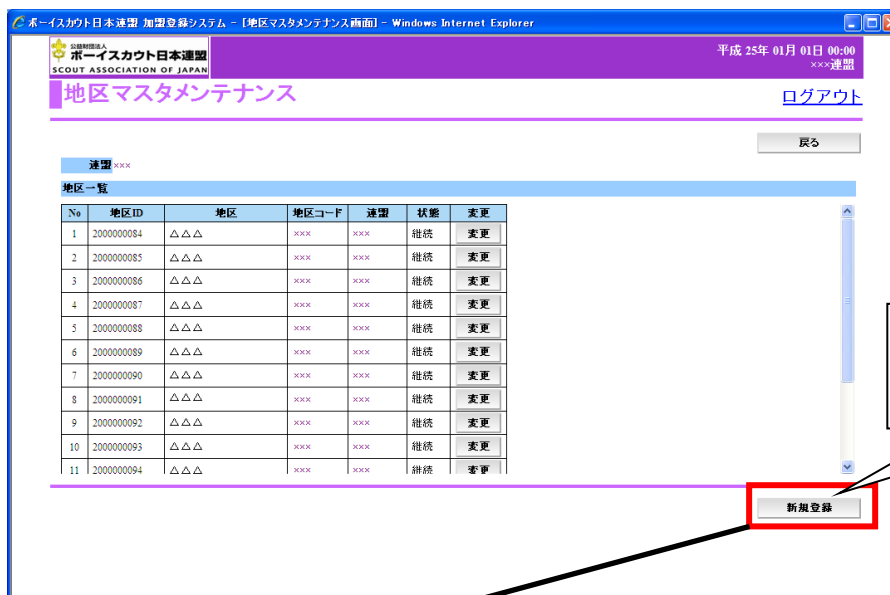 ボーイスカウト日本連盟 加盟登録システム - [地区マスタメンテナンス画面] - Windows Internet Explorer
公益財団法人
ボーイスカウト日本連盟
SCOUT ASSOCIATION OF JAPAN
平成 25年 01月 01日 00:00
×××連盟
地区マスタメンテナンス
ログアウト
戻る
連盟 ×××
地区一覧
No 地区ID 地区 地区コード 連盟 状態 変更
1 2000000084 △△△ ××× ××× 継続 変更
2 2000000085 △△△ ××× ××× 継続 変更
3 2000000086 △△△ ××× ××× 継続 変更
4 2000000087 △△△ ××× ××× 継続 変更
5 2000000088 △△△ ××× ××× 継続 変更
6 2000000089 △△△ ××× ××× 継続 変更
7 2000000090 △△△ ××× ××× 継続 変更
8 2000000091 △△△ ××× ××× 継続 変更
9 2000000092 △△△ ××× ××× 継続 変更
10 2000000093 △△△ ××× ××× 継続 変更
11 2000000094 △△△ ××× ××× 継続 変更
新規登録